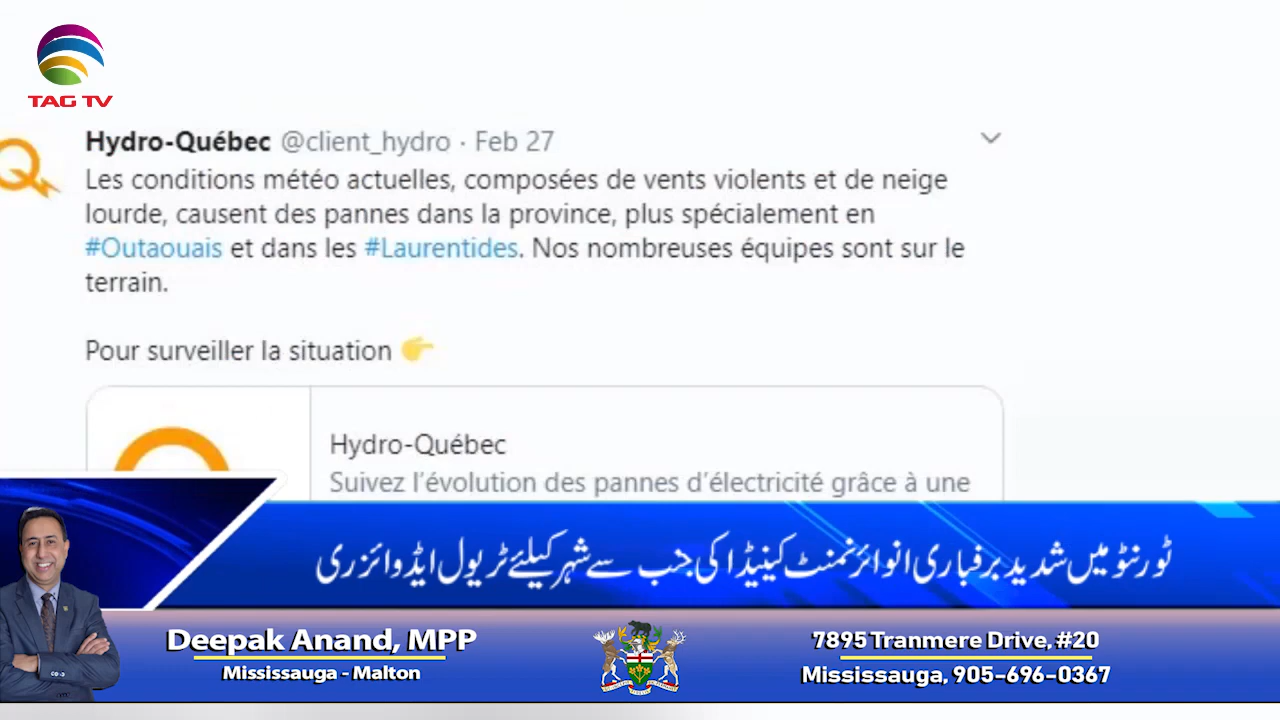 TAG TV
Hydro-Québec @client_hydro · Feb 27
Les conditions météo actuelles, composées de vents violents et de neige
lourde, causent des pannes dans la province, plus spécialement en
#Outaouais et dans les #Laurentides. Nos nombreuses équipes sont sur le
terrain.
Pour surveiller la situation 👉
Hydro-Québec
Suivez l’évolution des pannes d’électricité grâce à une
ٹورنٹو میں شدید برفباری انوائرنمنٹ کینیڈا کی جب سے شہر کیلئے ٹریول ایڈوائزری
Deepak Anand, MPP
Mississauga - Malton
7895 Tranmere Drive, #20
Mississauga, 905-696-0367